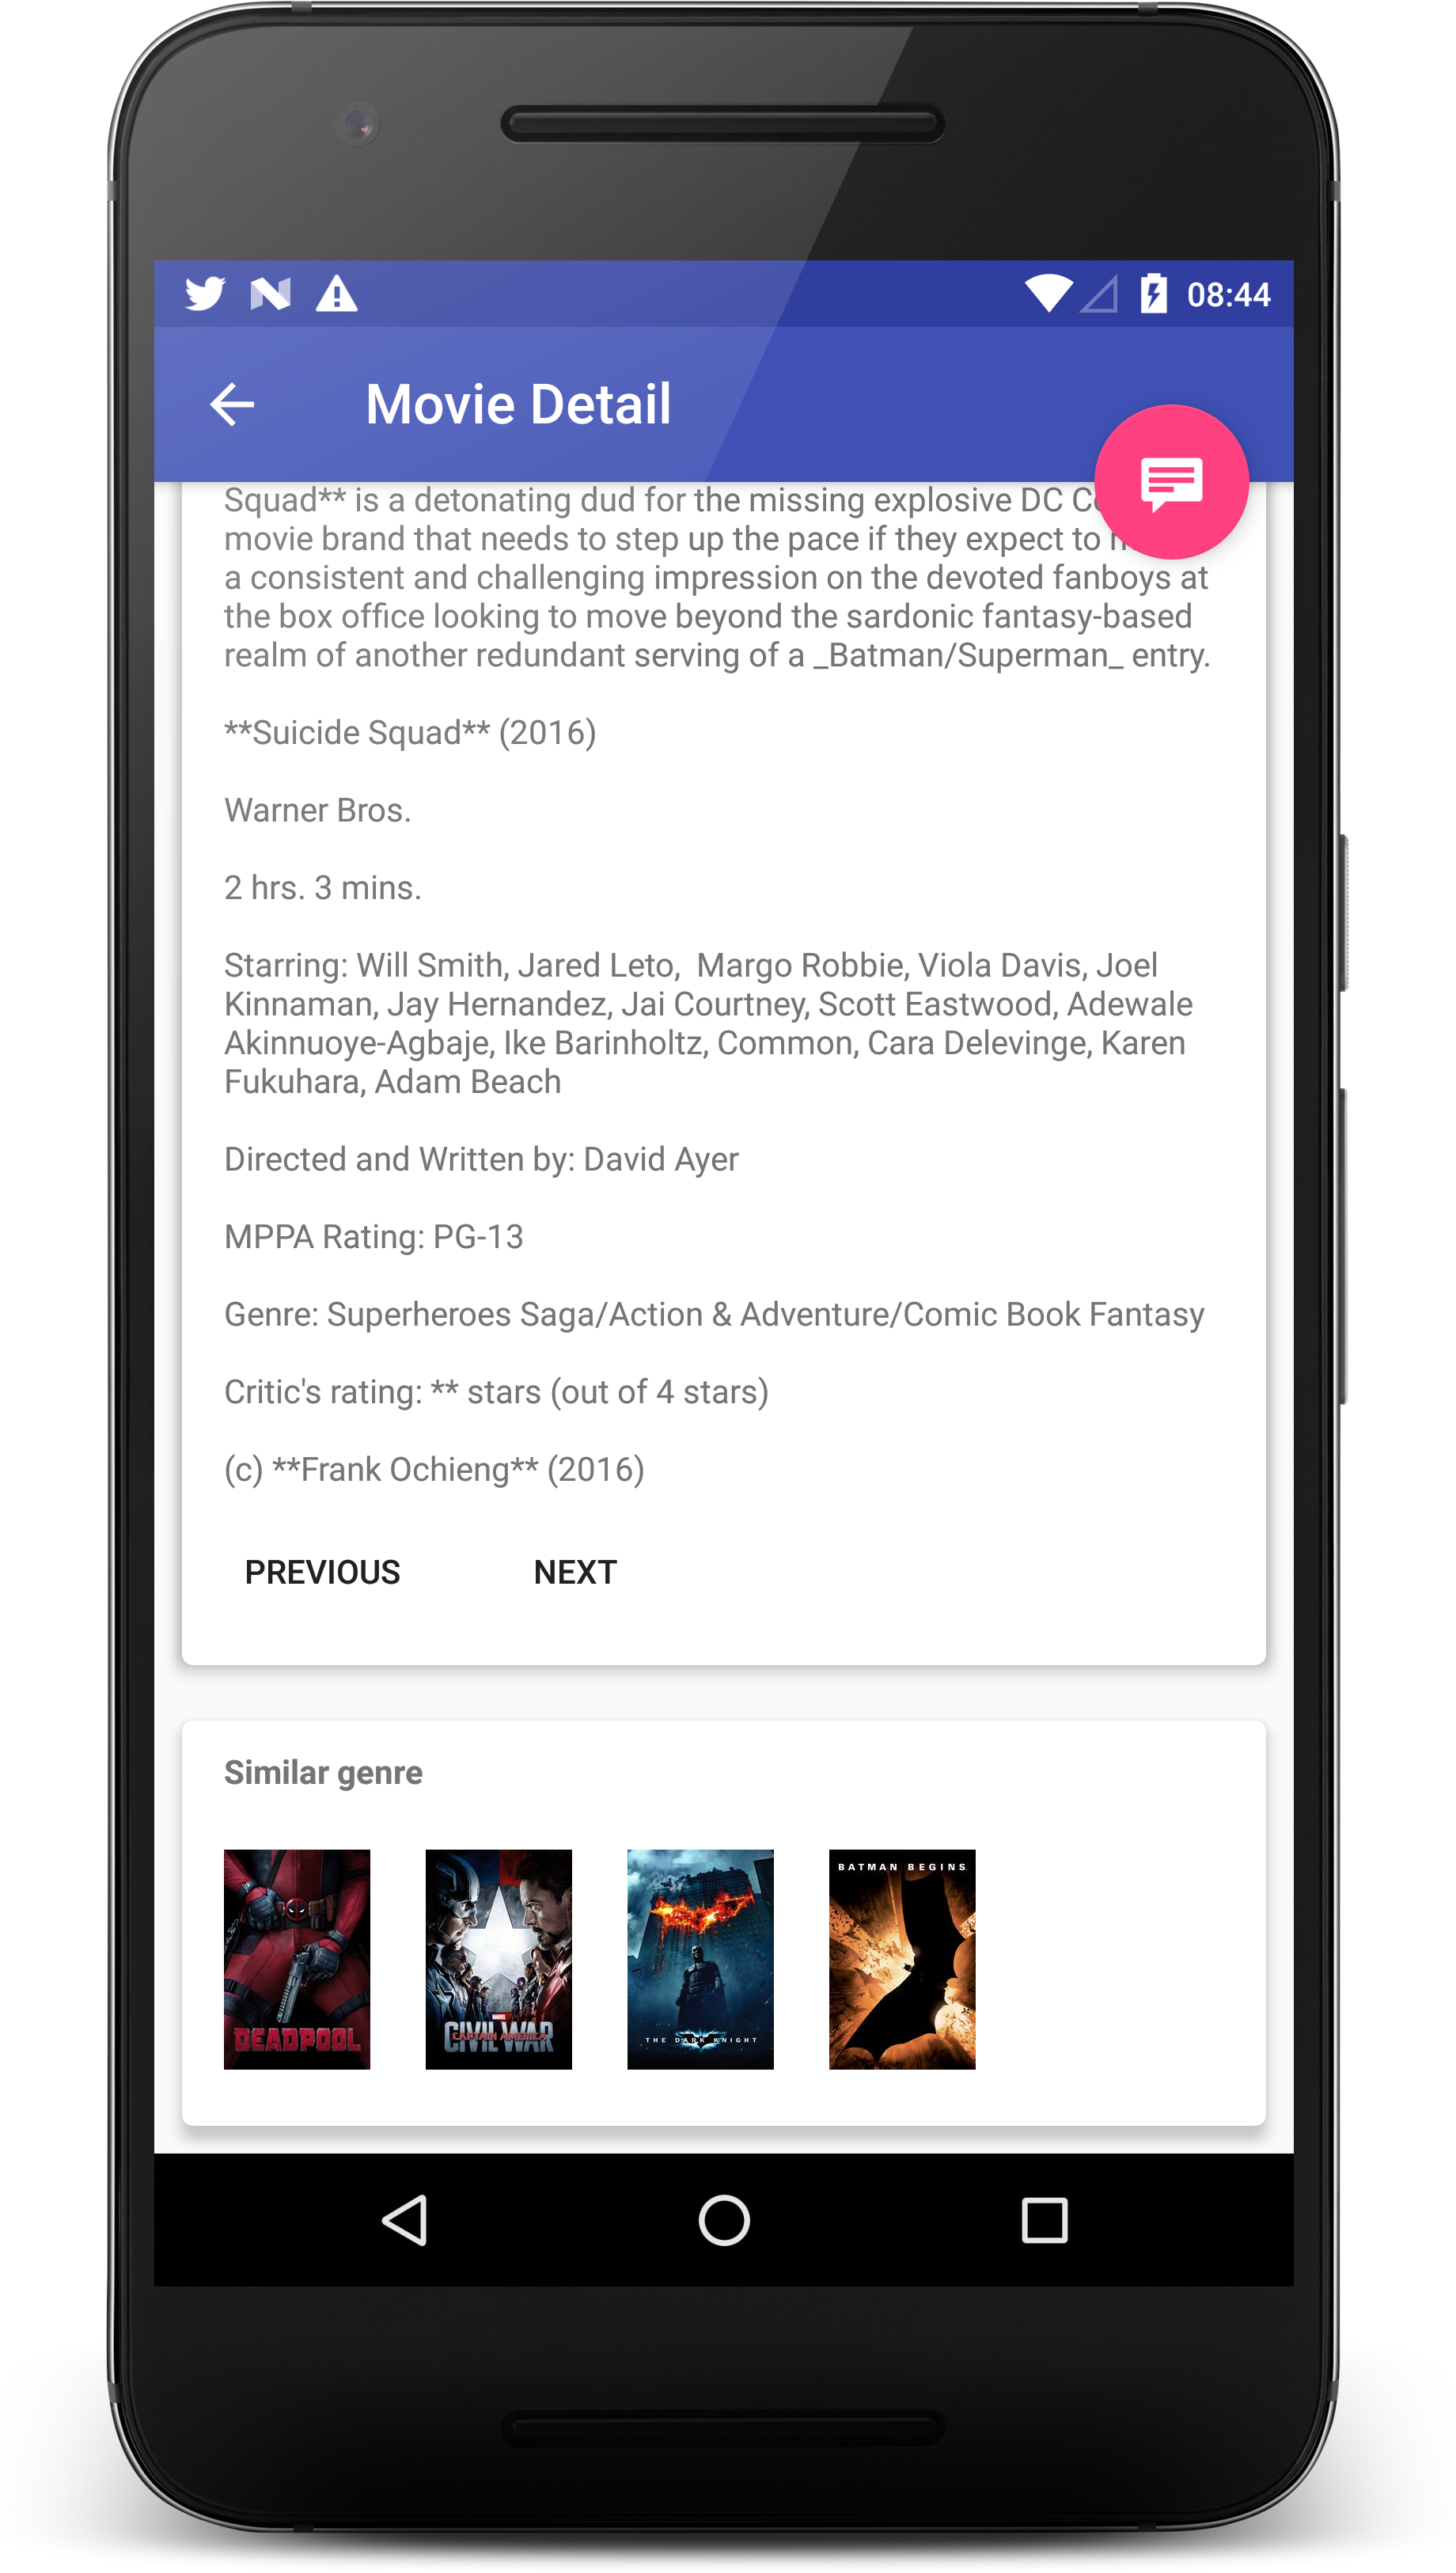 08:44
Movie Detail
Squad** is a detonating dud for the missing explosive DC
movie brand that needs to step up the pace if they expect to
a consistent and challenging impression on the devoted fanboys at
the box office looking to move beyond the sardonic fantasy-based
realm of another redundant serving of a _Batman/Superman_ entry.
**Suicide Squad** (2016)
Warner Bros.
2 hrs. 3 mins.
Starring: Will Smith, Jared Leto,  Margo Robbie, Viola Davis, Joel
Kinnaman, Jay Hernandez, Jai Courtney, Scott Eastwood, Adewale
Akinnuoye-Agbaje, Ike Barinholtz, Common, Cara Delevinge, Karen
Fukuhara, Adam Beach
Directed and Written by: David Ayer
MPPA Rating: PG-13
Genre: Superheroes Saga/Action & Adventure/Comic Book Fantasy
Critic's rating: ** stars (out of 4 stars)
(c) **Frank Ochieng** (2016)
PREVIOUS NEXT
Similar genre
DEADPOOL
MARVEL
CAPTAIN AMERICA
CIVIL WAR
THE DARK KNIGHT
BATMAN BEGINS